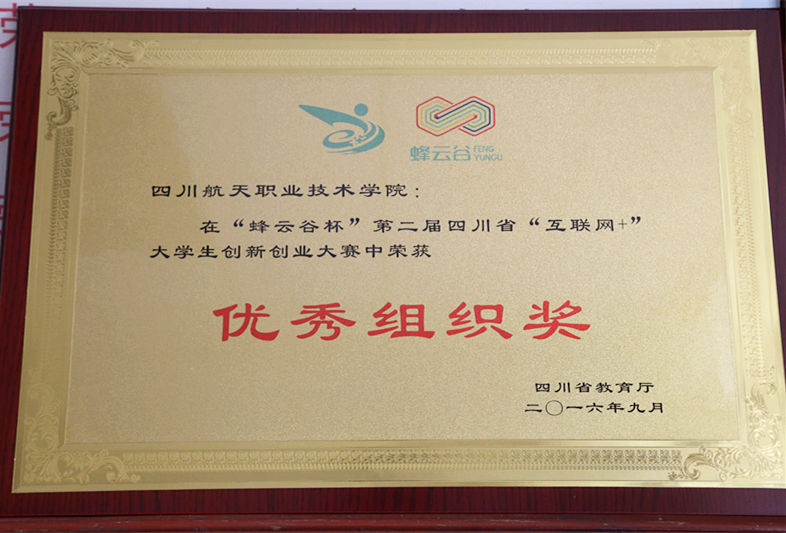 蜂云谷 FENG YUNGU
四川航天职业技术学院：
在“蜂云谷杯”第二届四川省“互联网+”
大学生创新创业大赛中荣获
优秀组织奖
四川省教育厅
二〇一六年九月